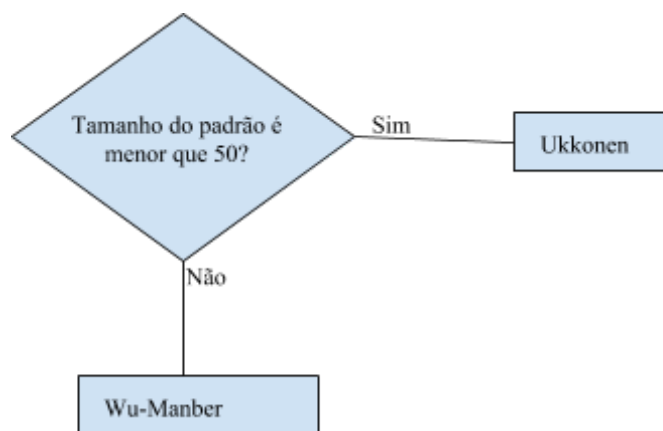 Tamanho do padrão é
menor que 50?
Sim
Ukkonen
Não
Wu-Manber